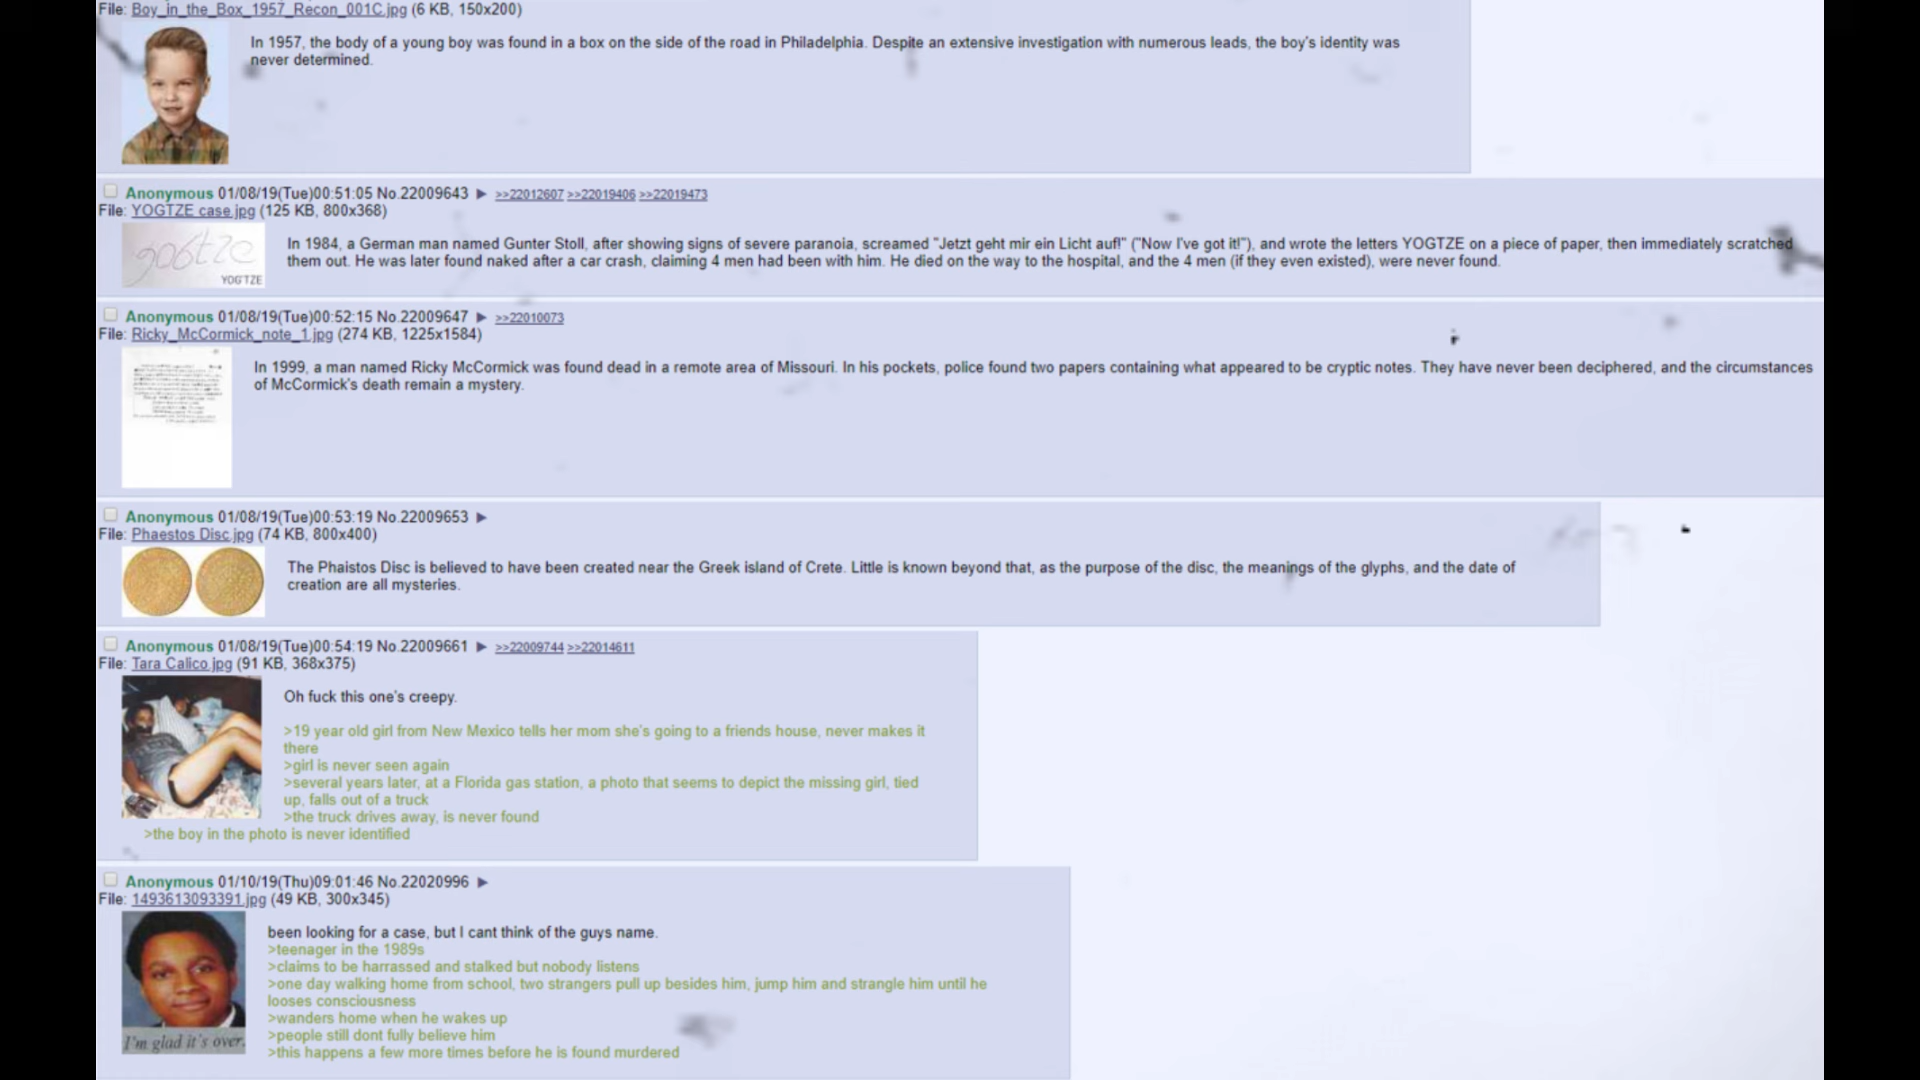 File: Boy_in_the_Box_1957_Recon_001C.jpg (6 KB, 150x200)
In 1957, the body of a young boy was found in a box on the side of the road in Philadelphia. Despite an extensive investigation with numerous leads, the boy's identity was
never determined.
Anonymous 01/08/19(Tue)00:51:05 No.22009643 ▶ >>22012607 >>22019406 >>22019473
File: YOGTZE case.jpg (125 KB, 800x368)
yogtze
YOG'TZE
In 1984, a German man named Gunter Stoll, after showing signs of severe paranoia, screamed "Jetzt geht mir ein Licht auf!" ("Now I've got it!"), and wrote the letters YOGTZE on a piece of paper, then immediately scratched
them out. He was later found naked after a car crash, claiming 4 men had been with him. He died on the way to the hospital, and the 4 men (if they even existed), were never found.
Anonymous 01/08/19(Tue)00:52:15 No.22009647 ▶ >>22010073
File: Ricky_McCormick_note_1.jpg (274 KB, 1225x1584)
In 1999, a man named Ricky McCormick was found dead in a remote area of Missouri. In his pockets, police found two papers containing what appeared to be cryptic notes. They have never been deciphered, and the circumstances
of McCormick's death remain a mystery.
Anonymous 01/08/19(Tue)00:53:19 No.22009653 ▶
File: Phaestos Disc.jpg (74 KB, 800x400)
The Phaistos Disc is believed to have been created near the Greek island of Crete. Little is known beyond that, as the purpose of the disc, the meanings of the glyphs, and the date of
creation are all mysteries.
Anonymous 01/08/19(Tue)00:54:19 No.22009661 ▶ >>22009744 >>22014611
File: Tara Calico.jpg (91 KB, 368x375)
Oh fuck this one's creepy.
>19 year old girl from New Mexico tells her mom she's going to a friends house, never makes it
there
>girl is never seen again
>several years later, at a Florida gas station, a photo that seems to depict the missing girl, tied
up, falls out of a truck
>the truck drives away, is never found
>the boy in the photo is never identified
Anonymous 01/10/19(Thu)09:01:46 No.22020996 ▶
File: 1493613093391.jpg (49 KB, 300x345)
I'm glad it's over.
been looking for a case, but I cant think of the guys name.
>teenager in the 1989s
>claims to be harrassed and stalked but nobody listens
>one day walking home from school, two strangers pull up besides him, jump him and strangle him until he
looses consciousness
>wanders home when he wakes up
>people still dont fully believe him
>this happens a few more times before he is found murdered